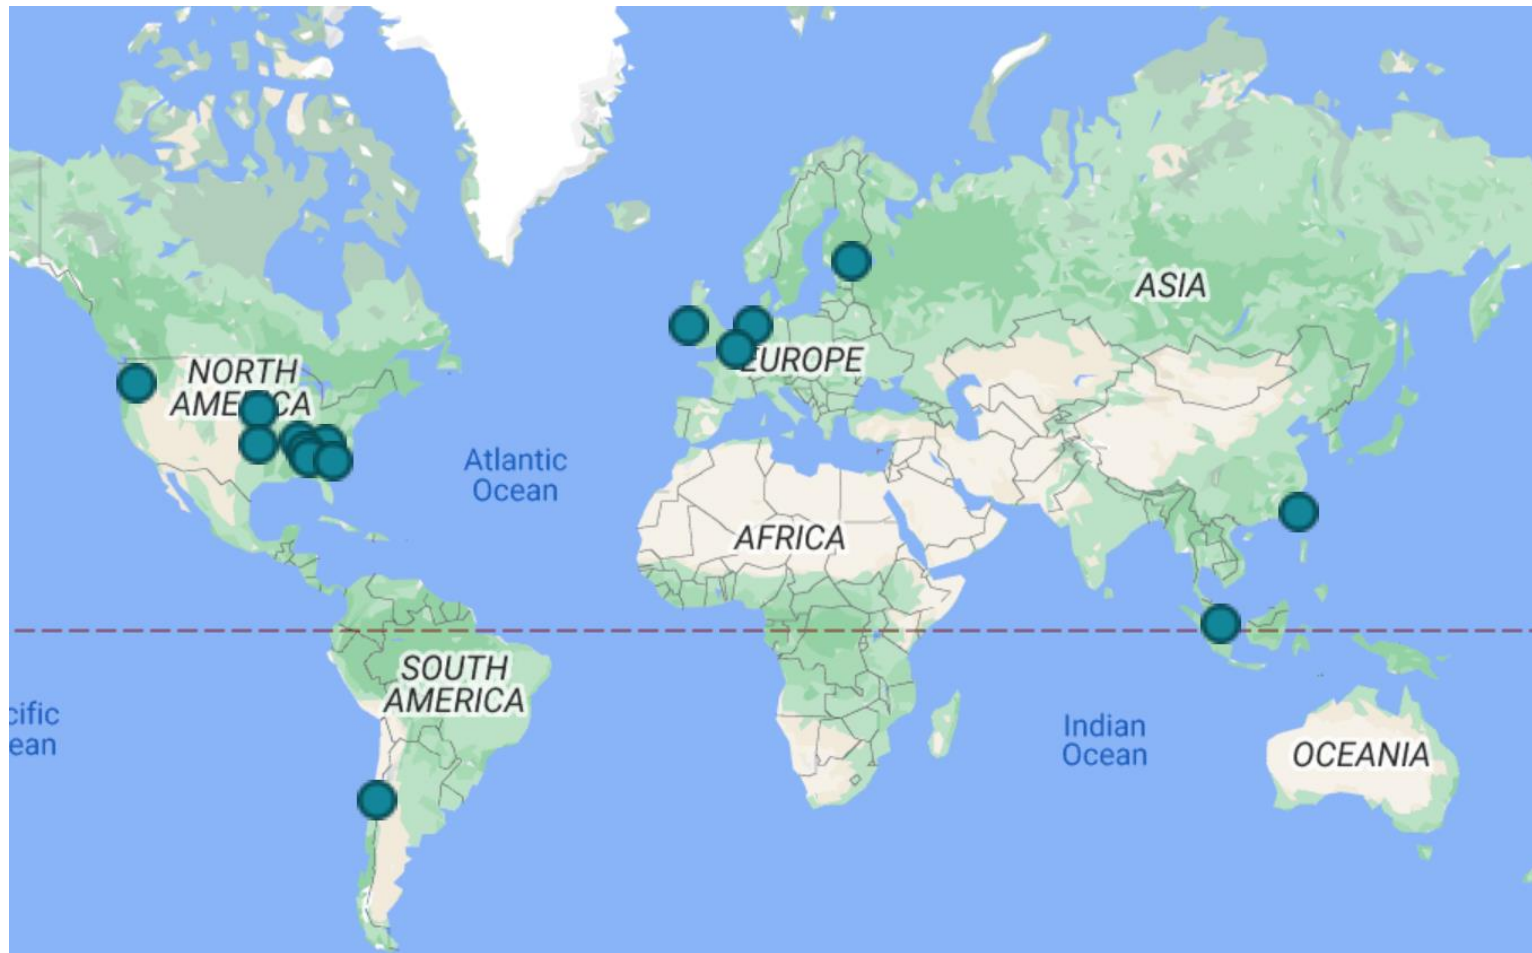 NORTH
AMERICA
EUROPE
ASIA
Atlantic
Ocean
AFRICA
SOUTH
AMERICA
cific
ean
Indian
Ocean
OCEANIA